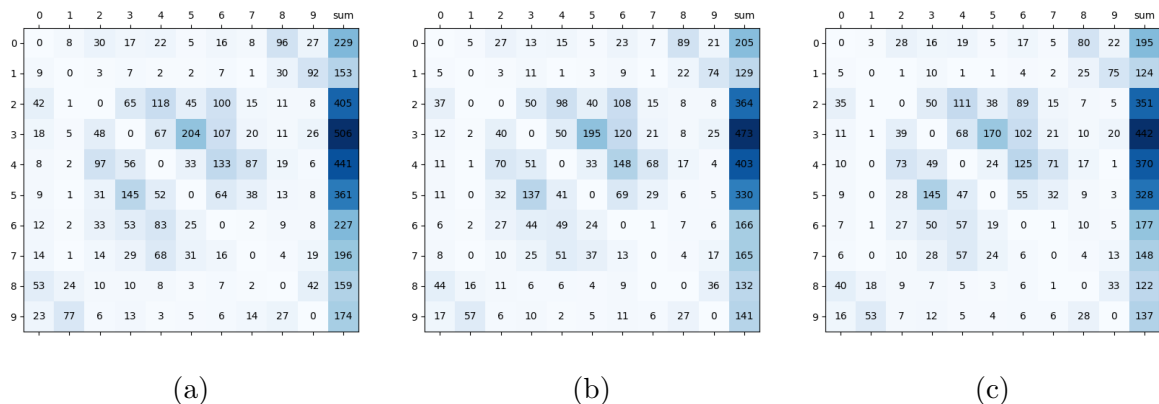 0 1 2 3 4 5 6 7 8 9 sum
0 0 8 30 17 22 5 16 8 96 27 229
1 9 0 3 7 2 2 7 1 30 92 153
2 42 1 0 65 118 45 100 15 11 8 405
3 18 5 48 0 67 204 107 20 11 26 506
4 8 2 97 56 0 33 133 87 19 6 441
5 9 1 31 145 52 0 64 38 13 8 361
6 12 2 33 53 83 25 0 2 9 8 227
7 14 1 14 29 68 31 16 0 4 19 196
8 53 24 10 10 8 3 7 2 0 42 159
9 23 77 6 13 3 5 6 14 27 0 174
(a)
0 1 2 3 4 5 6 7 8 9 sum
0 0 5 27 13 15 5 23 7 89 21 205
1 5 0 3 11 1 3 9 1 22 74 129
2 37 0 0 50 98 40 108 15 8 8 364
3 12 2 40 0 50 195 120 21 8 25 473
4 11 1 70 51 0 33 148 68 17 4 403
5 11 0 32 137 41 0 69 29 6 5 330
6 6 2 27 44 49 24 0 1 7 6 166
7 8 0 10 25 51 37 13 0 4 17 165
8 44 16 11 6 6 4 9 0 0 36 132
9 17 57 6 10 2 5 11 6 27 0 141
(b)
0 1 2 3 4 5 6 7 8 9 sum
0 0 3 28 16 19 5 17 5 80 22 195
1 5 0 1 10 1 4 2 1 25 75 124
2 35 1 0 50 111 38 89 15 7 5 351
3 11 1 39 0 68 170 102 21 10 20 442
4 10 0 73 49 0 24 125 71 17 1 370
5 9 0 28 145 47 0 55 32 9 3 328
6 7 1 27 50 57 19 0 1 10 5 177
7 6 0 10 28 57 24 6 0 4 13 148
8 40 18 9 7 5 3 6 1 0 33 122
9 16 53 7 12 5 4 6 6 28 0 137
(c)